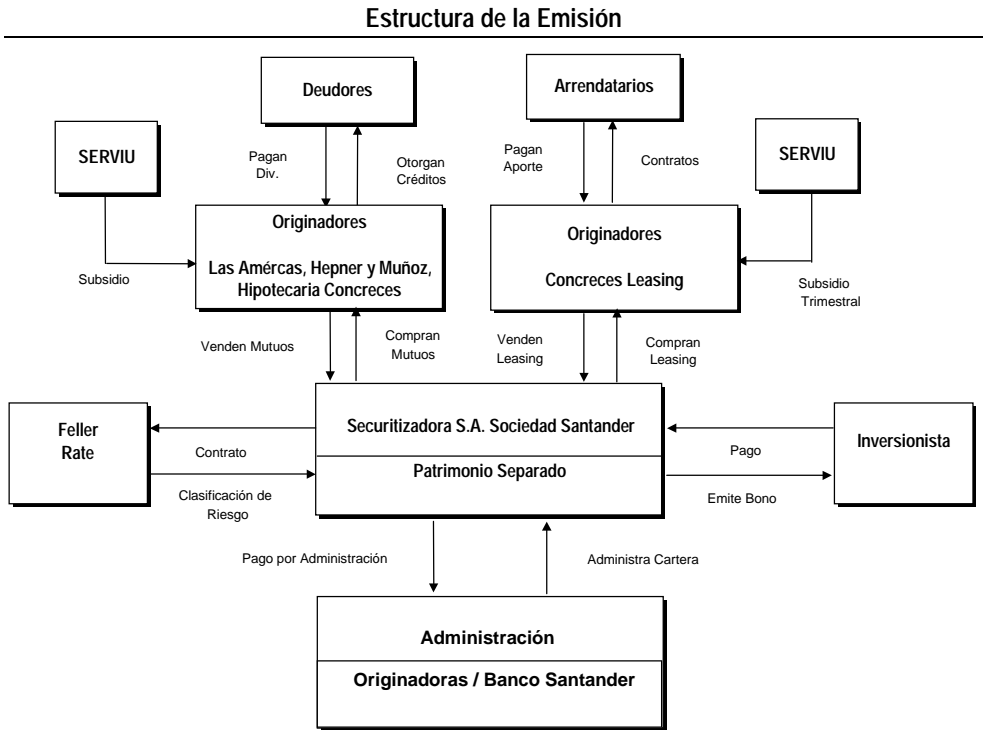 Estructura de la Emisión
Deudores
Arrendatarios
SERVIU
SERVIU
Pagan
Div.
Otorgan
Créditos
Pagan
Aporte
Contratos
Originadores
Las Amércas, Hepner y Muñoz,
Hipotecaria Concreces
Originadores
Concreces Leasing
Subsidio
Subsidio
Trimestral
Venden Mutuos
Compran
Mutuos
Venden
Leasing
Compran
Leasing
Feller
Rate
Contrato
Clasificación de
Riesgo
Securitizadora S.A. Sociedad Santander
Patrimonio Separado
Pago
Emite Bono
Inversionista
Pago por Administración
Administra Cartera
Administración
Originadoras / Banco Santander